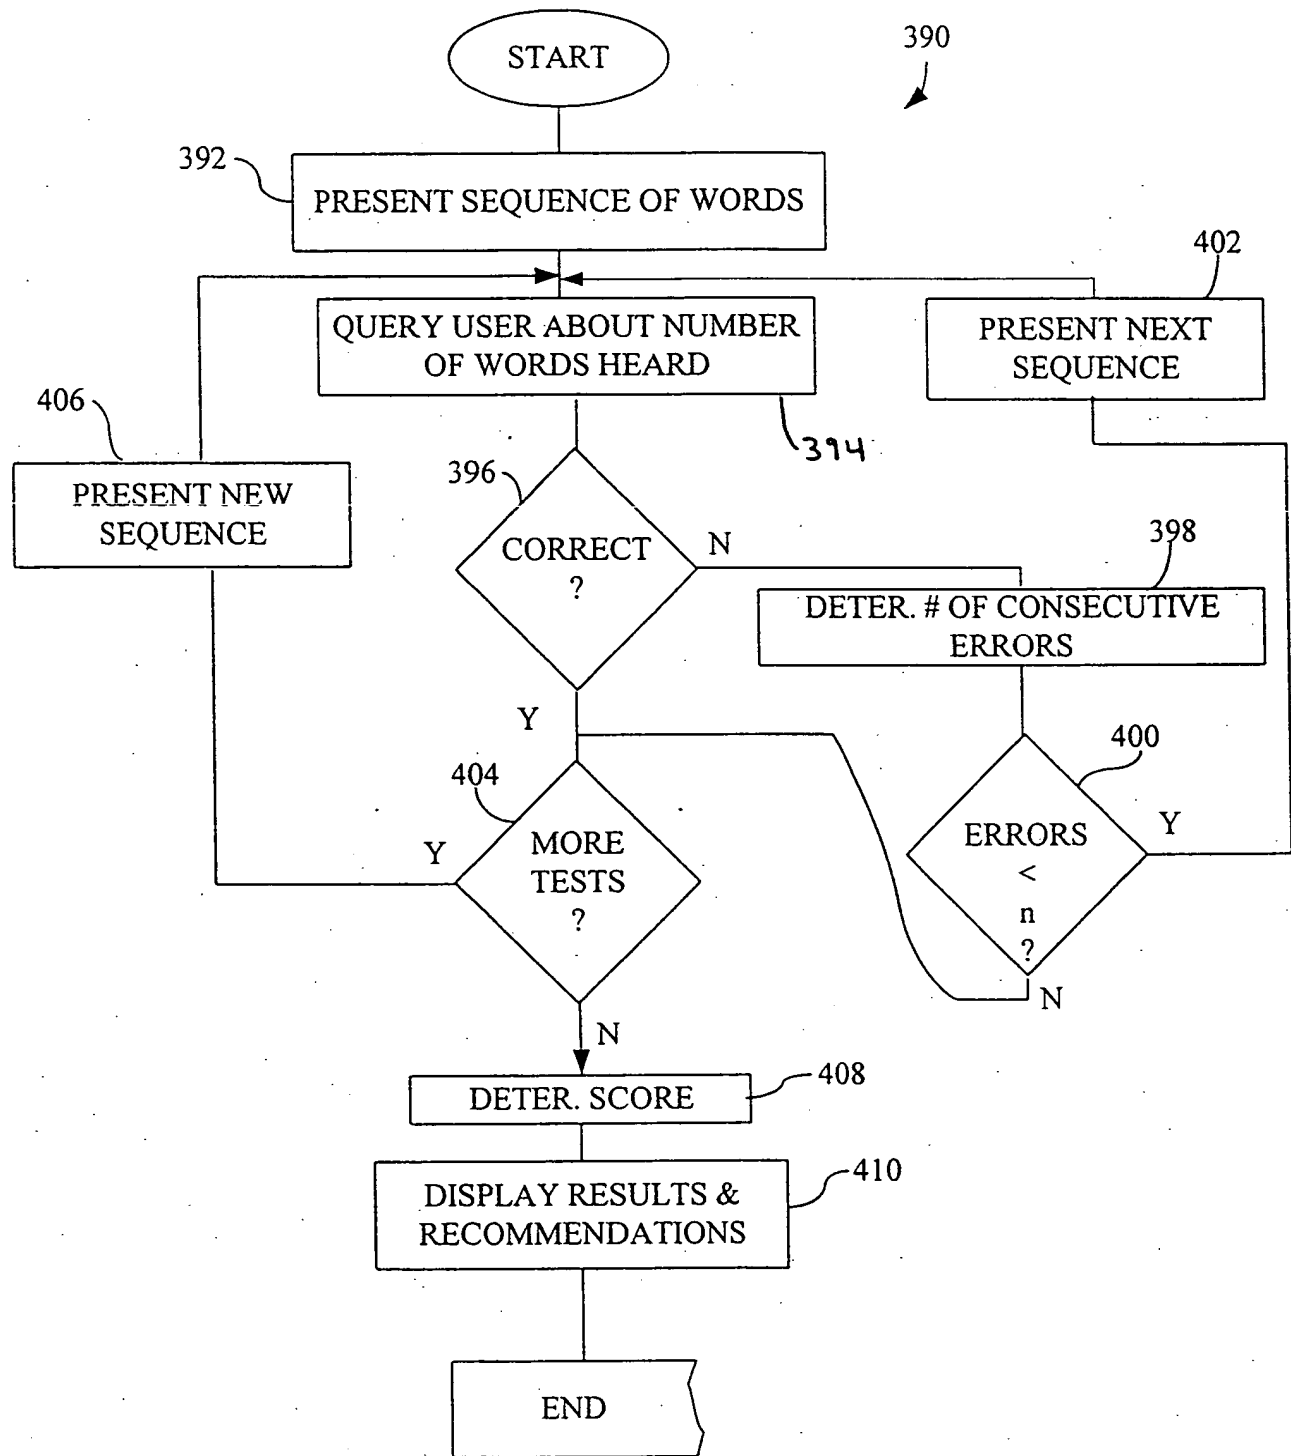 START
390
392
PRESENT SEQUENCE OF WORDS
402
QUERY USER ABOUT NUMBER
OF WORDS HEARD
PRESENT NEXT
SEQUENCE
406
394
396
PRESENT NEW
SEQUENCE
CORRECT
?
N
398
DETER. # OF CONSECUTIVE
ERRORS
Y
400
404
MORE
TESTS
?
Y
ERRORS
<
n
?
Y
N
N
408
DETER. SCORE
410
DISPLAY RESULTS &
RECOMMENDATIONS
END